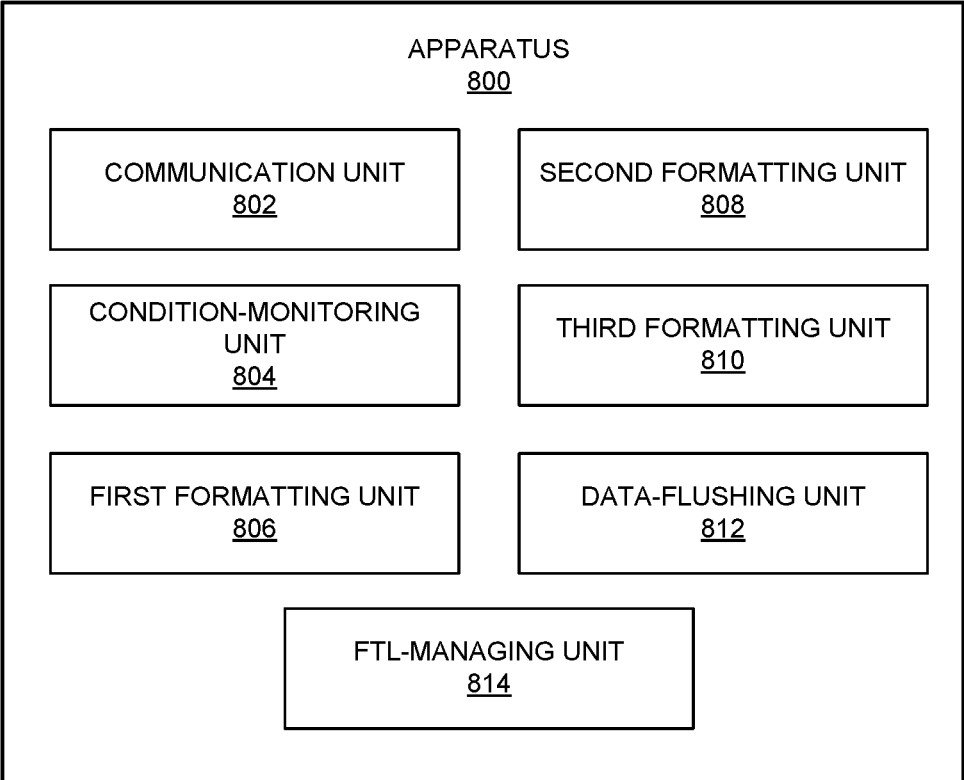 APPARATUS
800
COMMUNICATION UNIT
802
SECOND FORMATTING UNIT
808
CONDITION-MONITORING
UNIT
804
THIRD FORMATTING UNIT
810
FIRST FORMATTING UNIT
806
DATA-FLUSHING UNIT
812
FTL-MANAGING UNIT
814